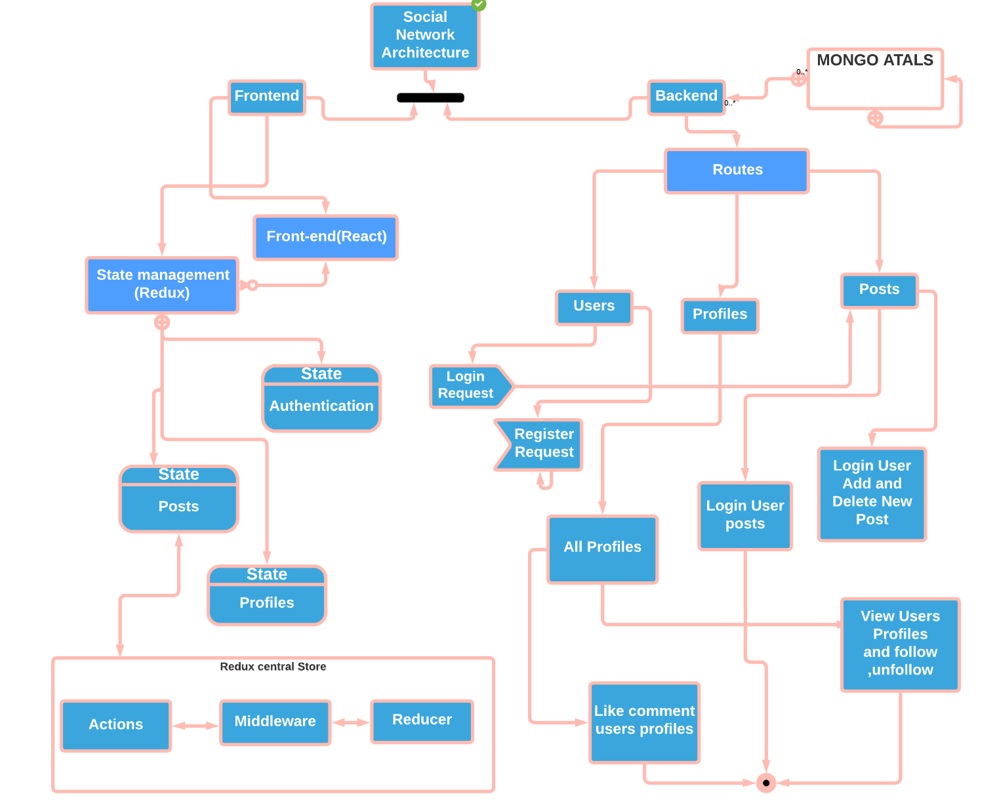 Social
Network
Architecture
MONGO ATALS
0..*
Frontend
Backend
0..*
Routes
Front-end(React)
State management
(Redux)
Users
Profiles
Posts
State
Authentication
Login
Request
Register
Request
State
Posts
Login User
Add and
Delete New
Post
Login User
posts
All Profiles
State
Profiles
View Users
Profiles
and follow
,unfollow
Redux central Store
Actions
Middleware
Reducer
Like comment
users profiles